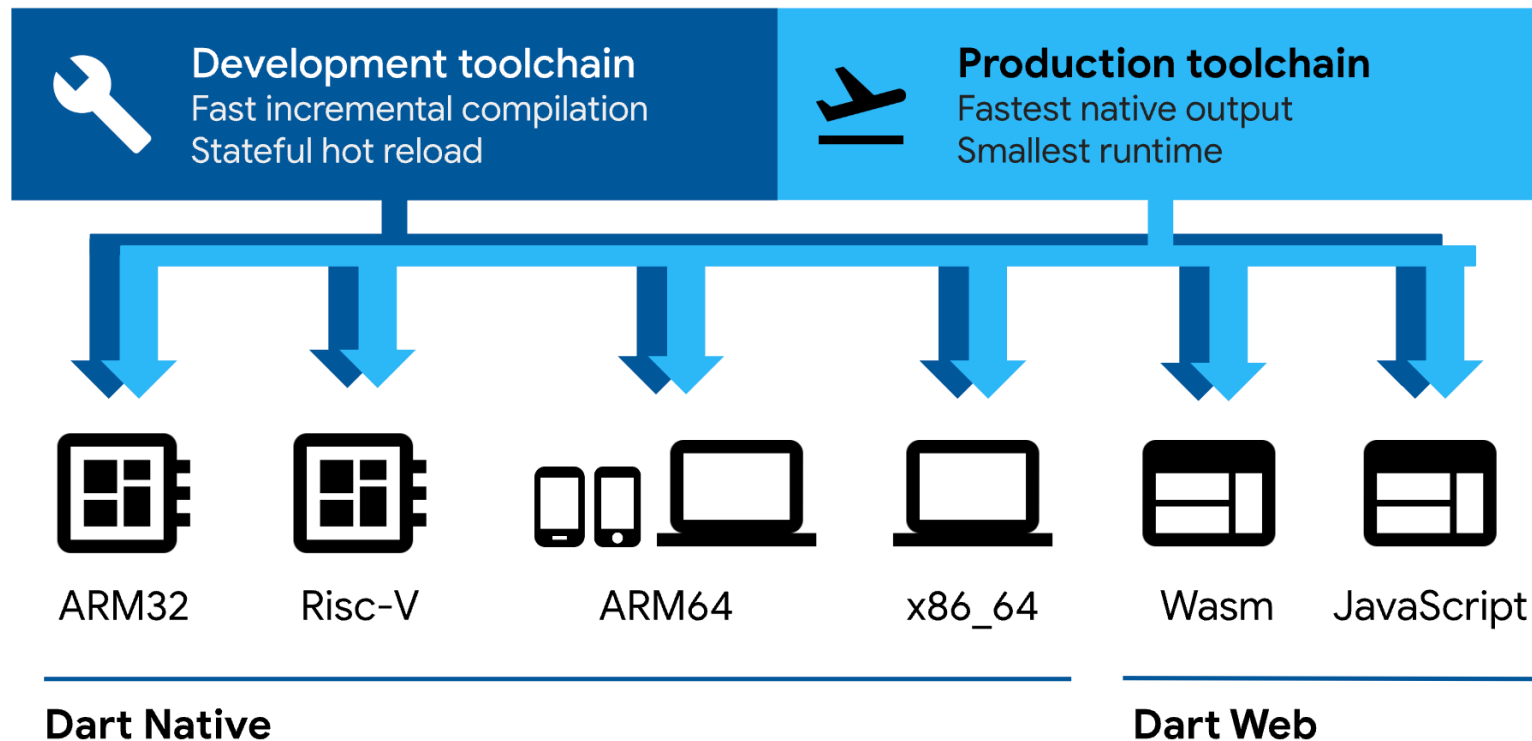 Development toolchain
Fast incremental compilation
Stateful hot reload
Production toolchain
Fastest native output
Smallest runtime
ARM32
Risc-V
ARM64
x86_64
Wasm
JavaScript
Dart Native
Dart Web